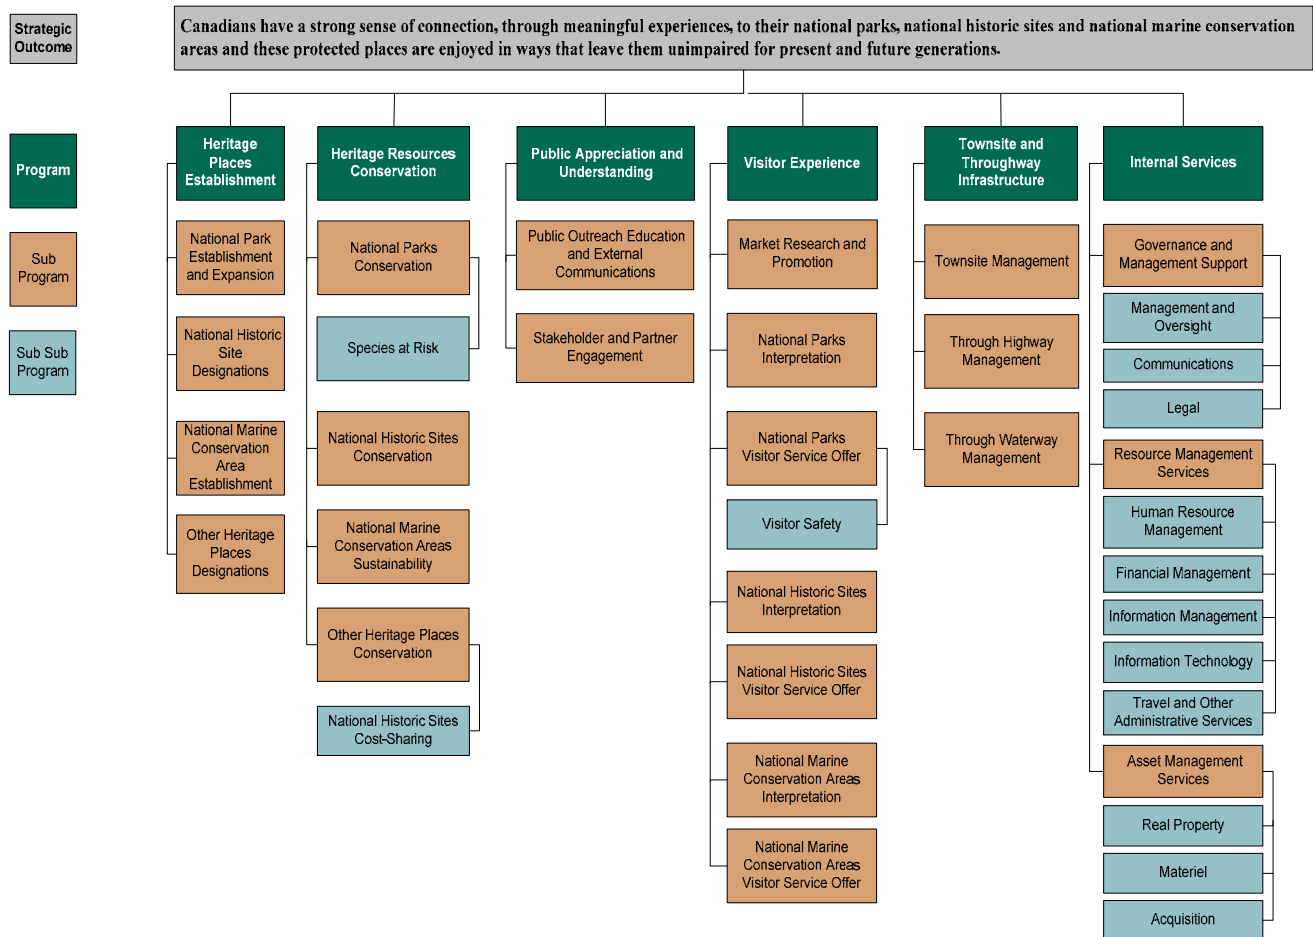 Strategic
Outcome
Canadians have a strong sense of connection, through meaningful experiences, to their national parks, national historic sites and national marine conservation
areas and these protected places are enjoyed in ways that leave them unimpaired for present and future generations.
Program
Sub
Program
Sub Sub
Program
Heritage
Places
Establishment
National Park
Establishment
and Expansion
National Historic
Site
Designations
National Marine
Conservation
Area
Establishment
Other Heritage
Places
Designations
Heritage Resources
Conservation
National Parks
Conservation
Species at Risk
National Historic Sites
Conservation
National Marine
Conservation Areas
Sustainability
Other Heritage Places
Conservation
National Historic Sites
Cost-Sharing
Public Appreciation and
Understanding
Public Outreach Education
and External
Communications
Stakeholder and Partner
Engagement
Visitor Experience
Market Research and
Promotion
National Parks
Interpretation
National Parks
Visitor Service Offer
Visitor Safety
National Historic Sites
Interpretation
National Historic Sites
Visitor Service Offer
National Marine
Conservation Areas
Interpretation
National Marine
Conservation Areas
Visitor Service Offer
Townsite and
Throughway
Infrastructure
Townsite Management
Through Highway
Management
Through Waterway
Management
Internal Services
Governance and
Management Support
Management and
Oversight
Communications
Legal
Resource Management
Services
Human Resource
Management
Financial Management
Information Management
Information Technology
Travel and Other
Administrative Services
Asset Management
Services
Real Property
Materiel
Acquisition